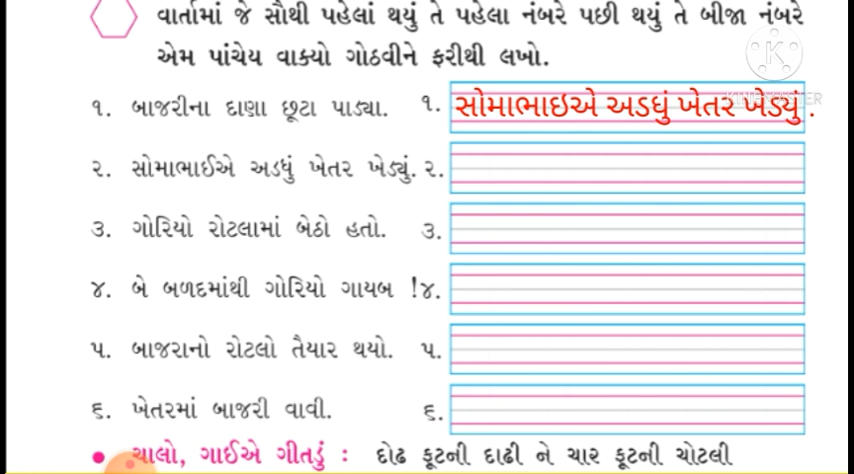 વાર્તામાં જે સૌથી પહેલાં થયું તે પહેલા નંબરે પછી થયું તે બીજા નંબરે
એમ પાંચેય વાક્યો ગોઠવીને ફરીથી લખો.
૧. બાજરીના દાણા છૂટા પાડ્યા. ૧. સોમાભાઇએ અડધું ખેતર ખેડ્યું .
૨. સોમાભાઈએ અડધું ખેતર ખેડ્યું. ૨.
૩. ગોરિયો રોટલામાં બેઠો હતો. ૩.
૪. બે બળદમાંથી ગોરિયો ગાયબ ! ૪.
૫. બાજરાનો રોટલો તૈયાર થયો. ૫.
૬. ખેતરમાં બાજરી વાવી. ૬.
• ચાલો, ગાઈએ ગીતડું : દોઢ ફૂટની દાઢી ને ચાર ફૂટની ચોટલી